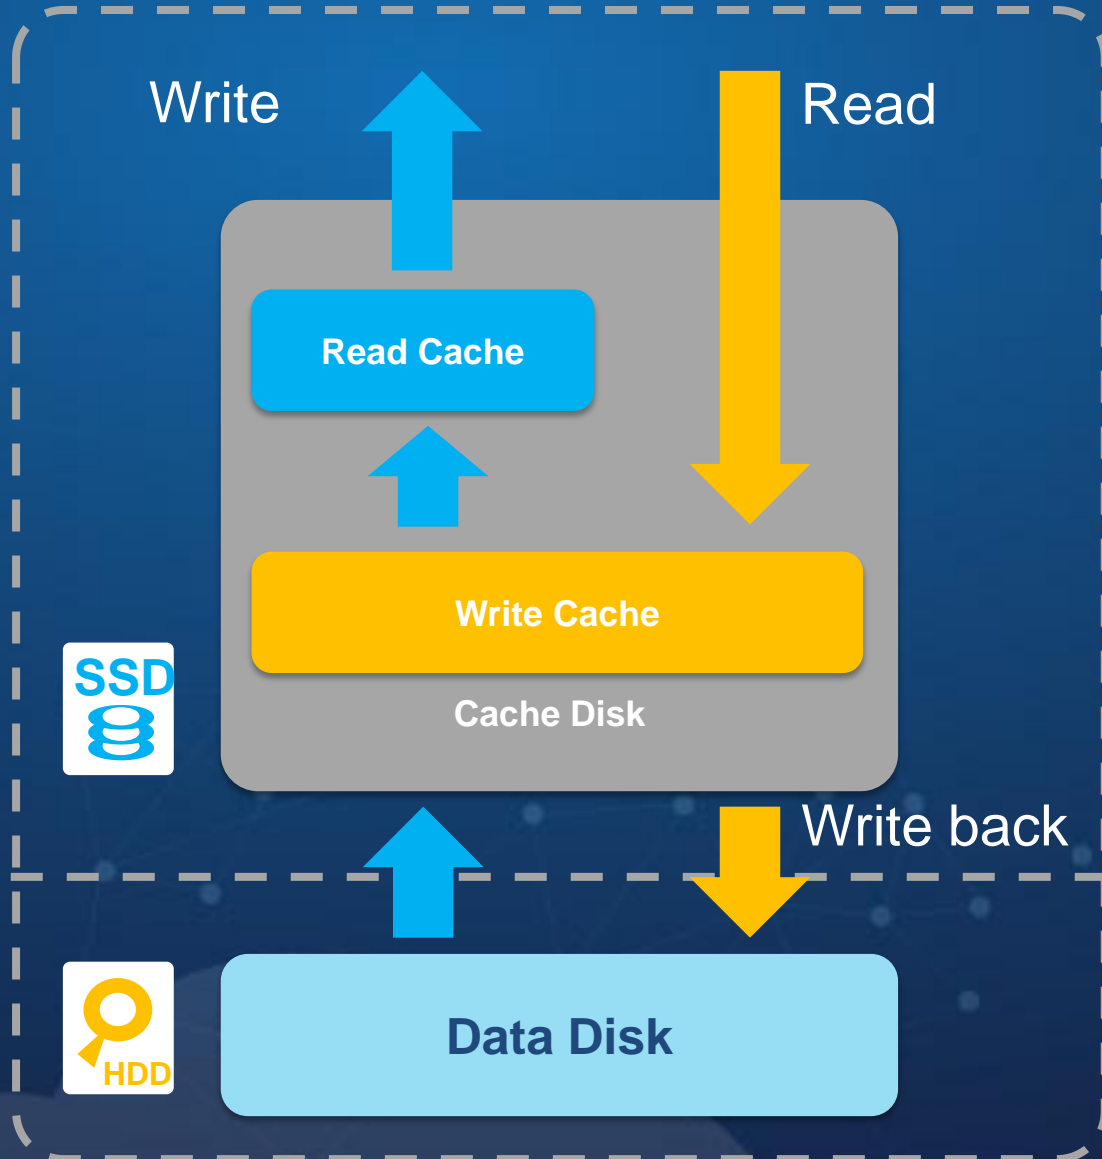 Write
Read
Read Cache
Write Cache
SSD
Cache Disk
Write back
Data Disk
HDD